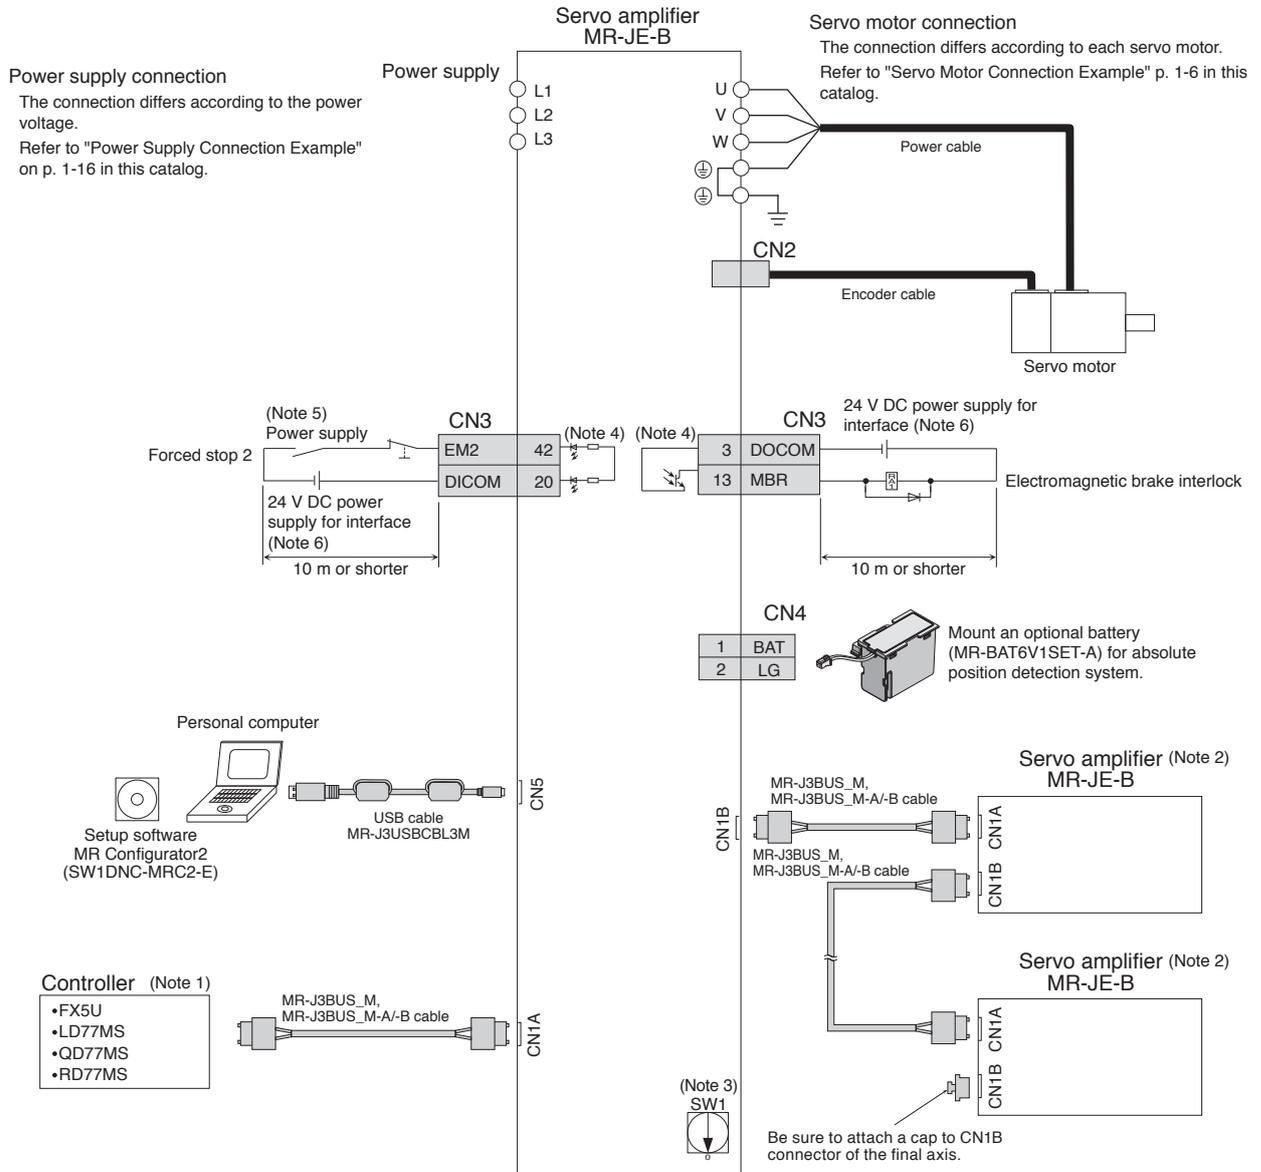 Servo amplifier
MR-JE-B
Power supply connection
The connection differs according to the power
voltage.
Refer to "Power Supply Connection Example"
on p. 1-16 in this catalog.
Power supply
L1
L2
L3
Servo motor connection
The connection differs according to each servo motor.
Refer to "Servo Motor Connection Example" p. 1-6 in this
catalog.
U
V
W
Power cable
CN2
Encoder cable
Servo motor
Forced stop 2
(Note 5)
Power supply
24 V DC power
supply for interface
(Note 6)
10 m or shorter
CN3
EM2 42
DICOM 20
(Note 4)
(Note 4)
CN3
3 DOCOM
13 MBR
24 V DC power supply for
interface (Note 6)
RA1
Electromagnetic brake interlock
10 m or shorter
CN4
1 BAT
2 LG
Mount an optional battery
(MR-BAT6V1SET-A) for absolute
position detection system.
Personal computer
Setup software
MR Configurator2
(SW1DNC-MRC2-E)
USB cable
MR-J3USBCBL3M
CN5
Servo amplifier (Note 2)
MR-JE-B
MR-J3BUS_M,
MR-J3BUS_M-A/-B cable
CN1B
CN1A
MR-J3BUS_M,
MR-J3BUS_M-A/-B cable
CN1B
Controller (Note 1)
•FX5U
•LD77MS
•QD77MS
•RD77MS
MR-J3BUS_M,
MR-J3BUS_M-A/-B cable
CN1A
Servo amplifier (Note 2)
MR-JE-B
CN1A
CN1B
(Note 3)
SW1
0
Be sure to attach a cap to CN1B
connector of the final axis.